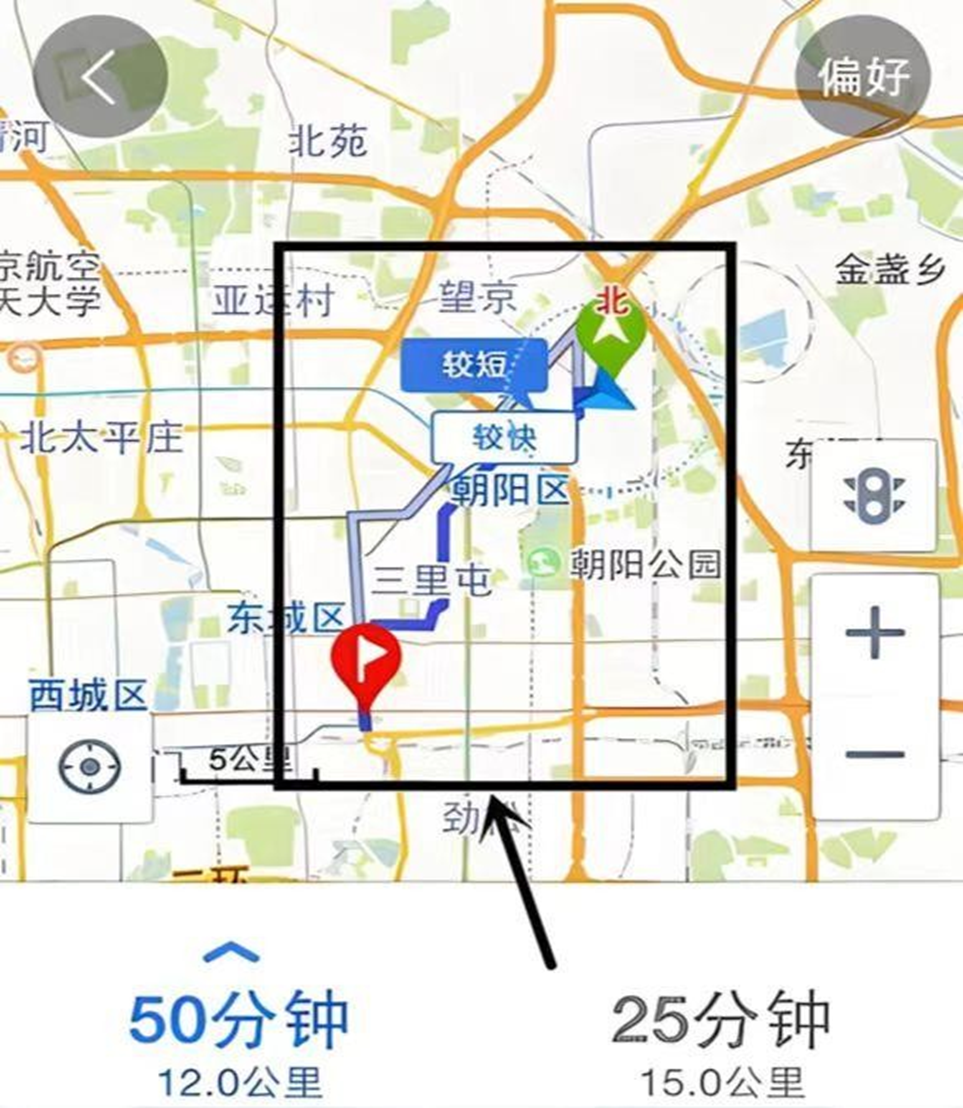 偏好
河
北苑
京航空
天大学
亚运村
望京
北
金盏乡
较短
较快
北太平庄
朝阳区
东
三里屯
朝阳公园
东城区
西城区
5公里
劲松
二环
50分钟
25分钟
12.0公里
15.0公里